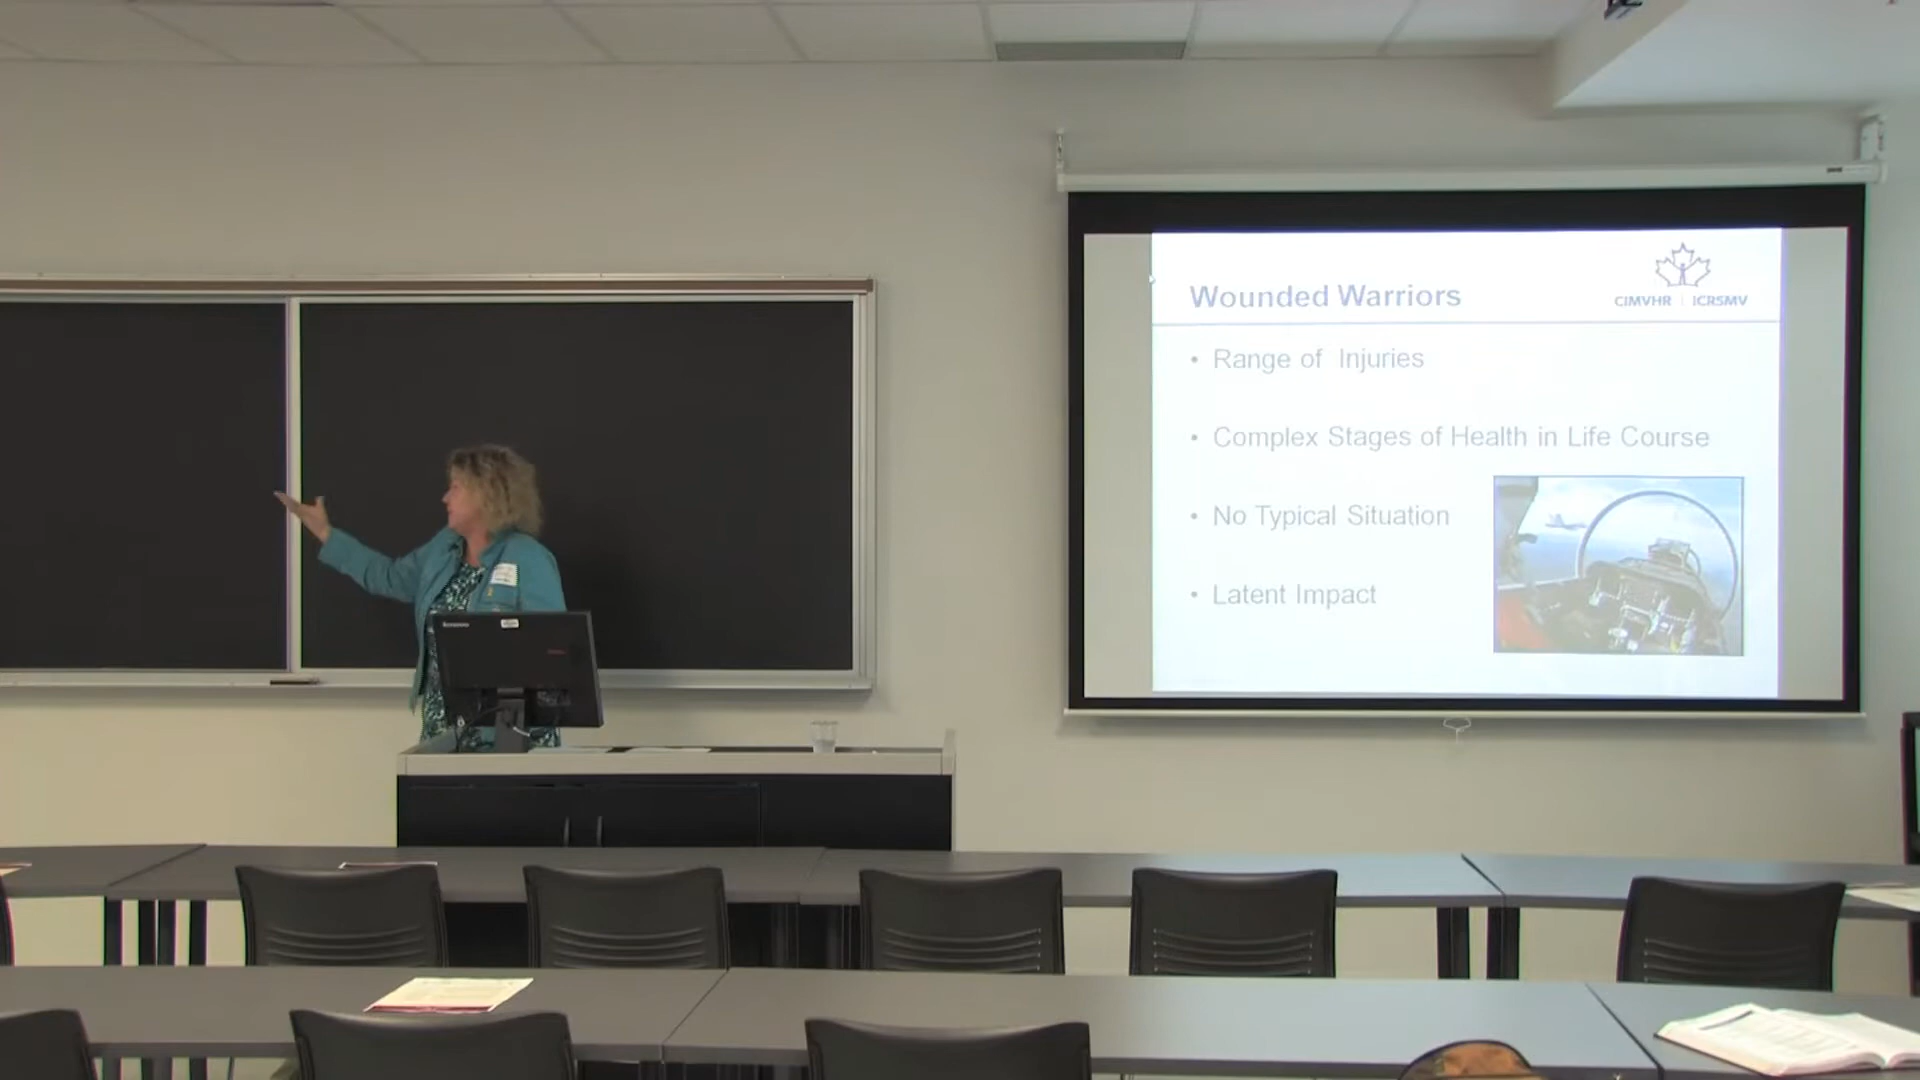 Wounded Warriors
CIMVHR | ICRSMV
• Range of Injuries
• Complex Stages of Health in Life Course
• No Typical Situation
• Latent Impact
lenovo